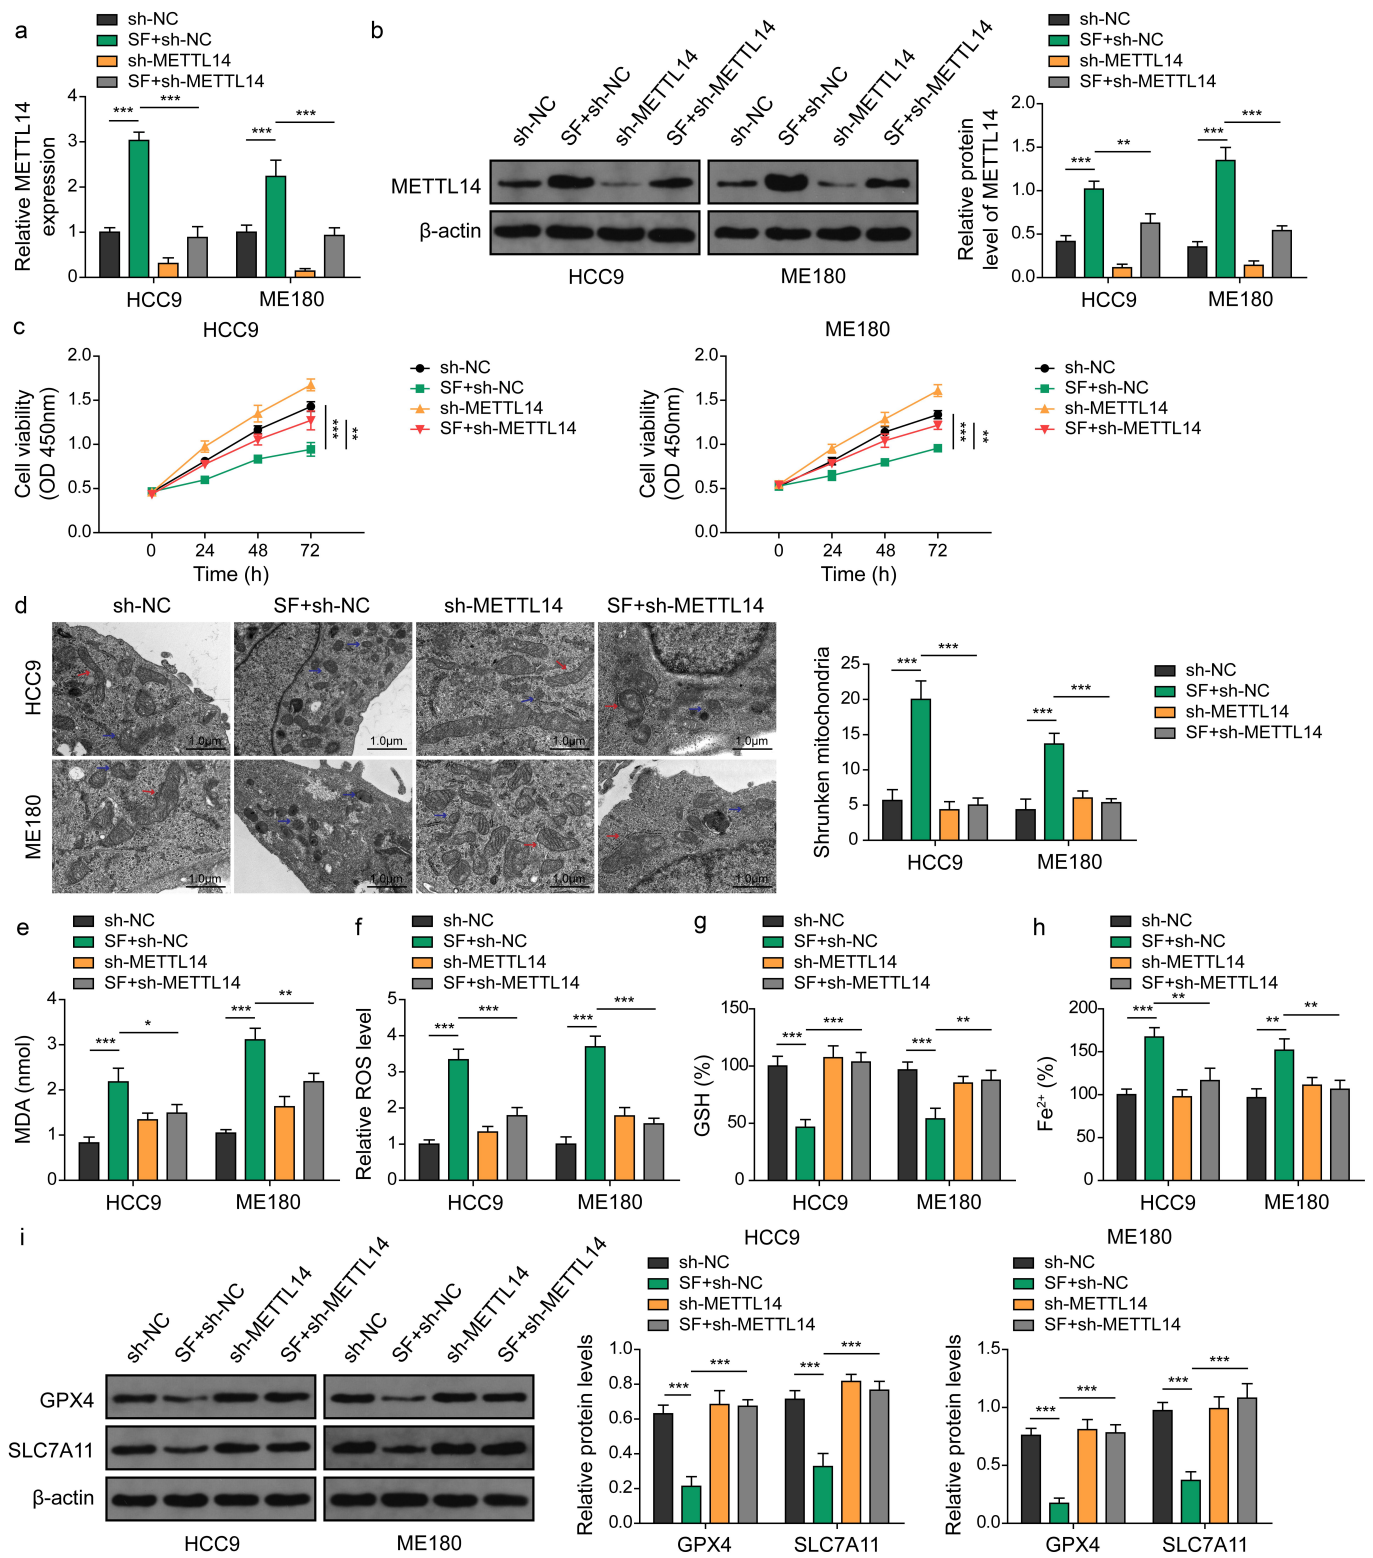 a
sh-NC
SF+sh-NC
sh-METTL14
SF+sh-METTL14
Relative METTL14
expression
4
3
2
1
0
***
***
***
***
HCC9
ME180
b
sh-NC
SF+sh-NC
sh-METTL14
SF+sh-METTL14
sh-NC
SF+sh-NC
sh-METTL14
SF+sh-METTL14
METTL14
β-actin
HCC9
ME180
sh-NC
SF+sh-NC
sh-METTL14
SF+sh-METTL14
Relative protein
level of METTL14
2.0
1.5
1.0
0.5
0.0
***
**
***
***
HCC9
ME180
c
HCC9
Cell viability
(OD 450nm)
2.0
1.5
1.0
0.5
0.0
0
24
48
72
Time (h)
***
**
sh-NC
SF+sh-NC
sh-METTL14
SF+sh-METTL14
ME180
Cell viability
(OD 450nm)
2.0
1.5
1.0
0.5
0.0
0
24
48
72
Time (h)
***
**
sh-NC
SF+sh-NC
sh-METTL14
SF+sh-METTL14
d
sh-NC
SF+sh-NC
sh-METTL14
SF+sh-METTL14
HCC9
1.0μm
1.0μm
1.0μm
1.0μm
ME180
1.0μm
1.0μm
1.0μm
1.0μm
Shrunken mitochondria
25
20
15
10
5
0
***
***
***
***
HCC9
ME180
sh-NC
SF+sh-NC
sh-METTL14
SF+sh-METTL14
e
sh-NC
SF+sh-NC
sh-METTL14
SF+sh-METTL14
MDA (nmol)
4
3
2
1
0
***
*
***
**
HCC9
ME180
f
sh-NC
SF+sh-NC
sh-METTL14
SF+sh-METTL14
Relative ROS level
5
4
3
2
1
0
***
***
***
***
HCC9
ME180
g
sh-NC
SF+sh-NC
sh-METTL14
SF+sh-METTL14
GSH (%)
150
100
50
0
***
***
***
**
HCC9
ME180
h
sh-NC
SF+sh-NC
sh-METTL14
SF+sh-METTL14
Fe²⁺ (%)
200
150
100
50
0
***
**
**
**
HCC9
ME180
i
sh-NC
SF+sh-NC
sh-METTL14
SF+sh-METTL14
sh-NC
SF+sh-NC
sh-METTL14
SF+sh-METTL14
GPX4
SLC7A11
β-actin
HCC9
ME180
HCC9
sh-NC
SF+sh-NC
sh-METTL14
SF+sh-METTL14
Relative protein levels
1.0
0.8
0.6
0.4
0.2
0.0
***
***
***
***
GPX4
SLC7A11
ME180
sh-NC
SF+sh-NC
sh-METTL14
SF+sh-METTL14
Relative protein levels
1.5
1.0
0.5
0.0
***
***
***
***
GPX4
SLC7A11